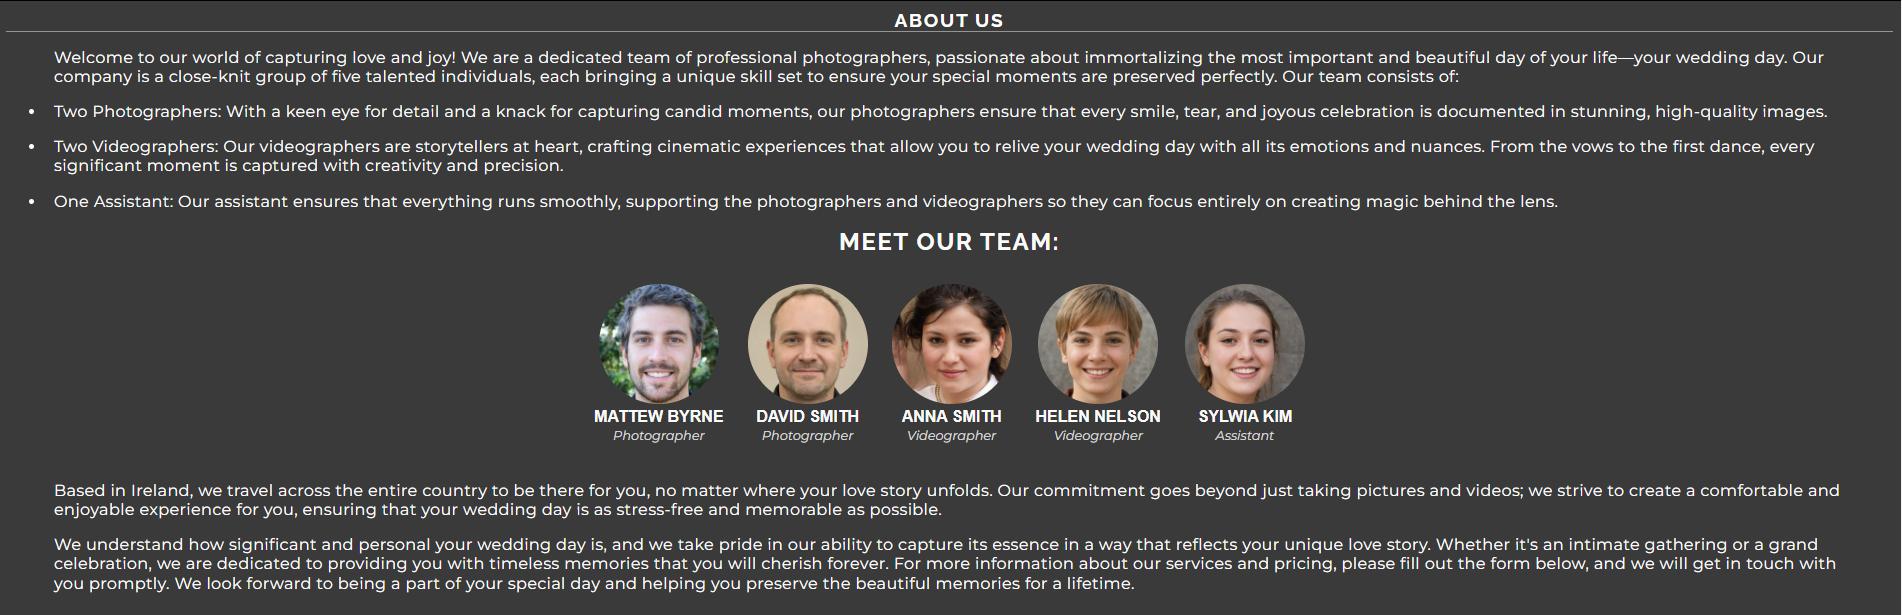 ABOUT US
Welcome to our world of capturing love and joy! We are a dedicated team of professional photographers, passionate about immortalizing the most important and beautiful day of your life—your wedding day. Our
company is a close-knit group of five talented individuals, each bringing a unique skill set to ensure your special moments are preserved perfectly. Our team consists of:
• Two Photographers: With a keen eye for detail and a knack for capturing candid moments, our photographers ensure that every smile, tear, and joyous celebration is documented in stunning, high-quality images.
• Two Videographers: Our videographers are storytellers at heart, crafting cinematic experiences that allow you to relive your wedding day with all its emotions and nuances. From the vows to the first dance, every
significant moment is captured with creativity and precision.
• One Assistant: Our assistant ensures that everything runs smoothly, supporting the photographers and videographers so they can focus entirely on creating magic behind the lens.
MEET OUR TEAM:
MATTEW BYRNE
Photographer
DAVID SMITH
Photographer
ANNA SMITH
Videographer
HELEN NELSON
Videographer
SYLWIA KIM
Assistant
Based in Ireland, we travel across the entire country to be there for you, no matter where your love story unfolds. Our commitment goes beyond just taking pictures and videos; we strive to create a comfortable and
enjoyable experience for you, ensuring that your wedding day is as stress-free and memorable as possible.
We understand how significant and personal your wedding day is, and we take pride in our ability to capture its essence in a way that reflects your unique love story. Whether it's an intimate gathering or a grand
celebration, we are dedicated to providing you with timeless memories that you will cherish forever. For more information about our services and pricing, please fill out the form below, and we will get in touch with
you promptly. We look forward to being a part of your special day and helping you preserve the beautiful memories for a lifetime.